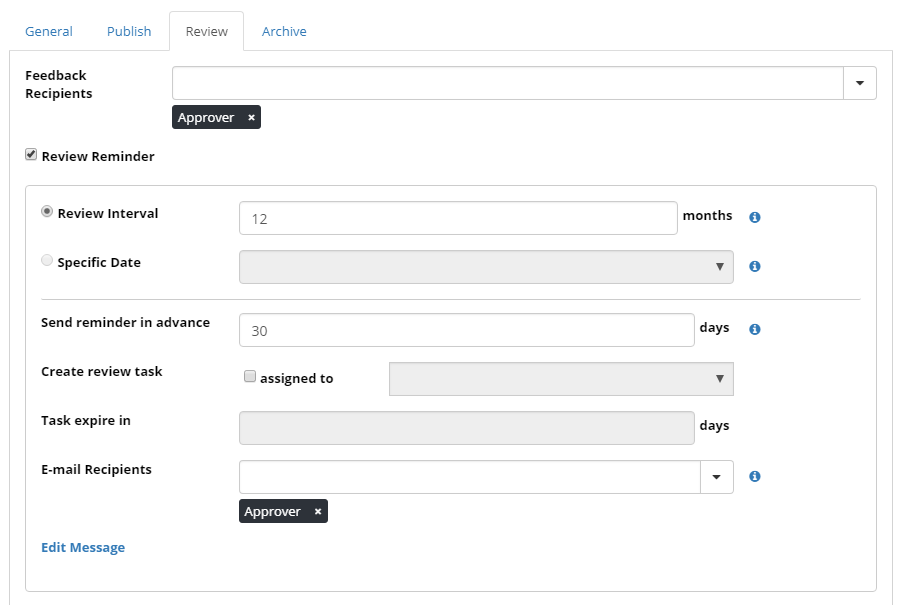 General Publish Review Archive
Feedback
Recipients
Approver ×
Review Reminder
Review Interval 12 months
Specific Date
Send reminder in advance 30 days
Create review task assigned to
Task expire in days
E-mail Recipients
Approver ×
Edit Message